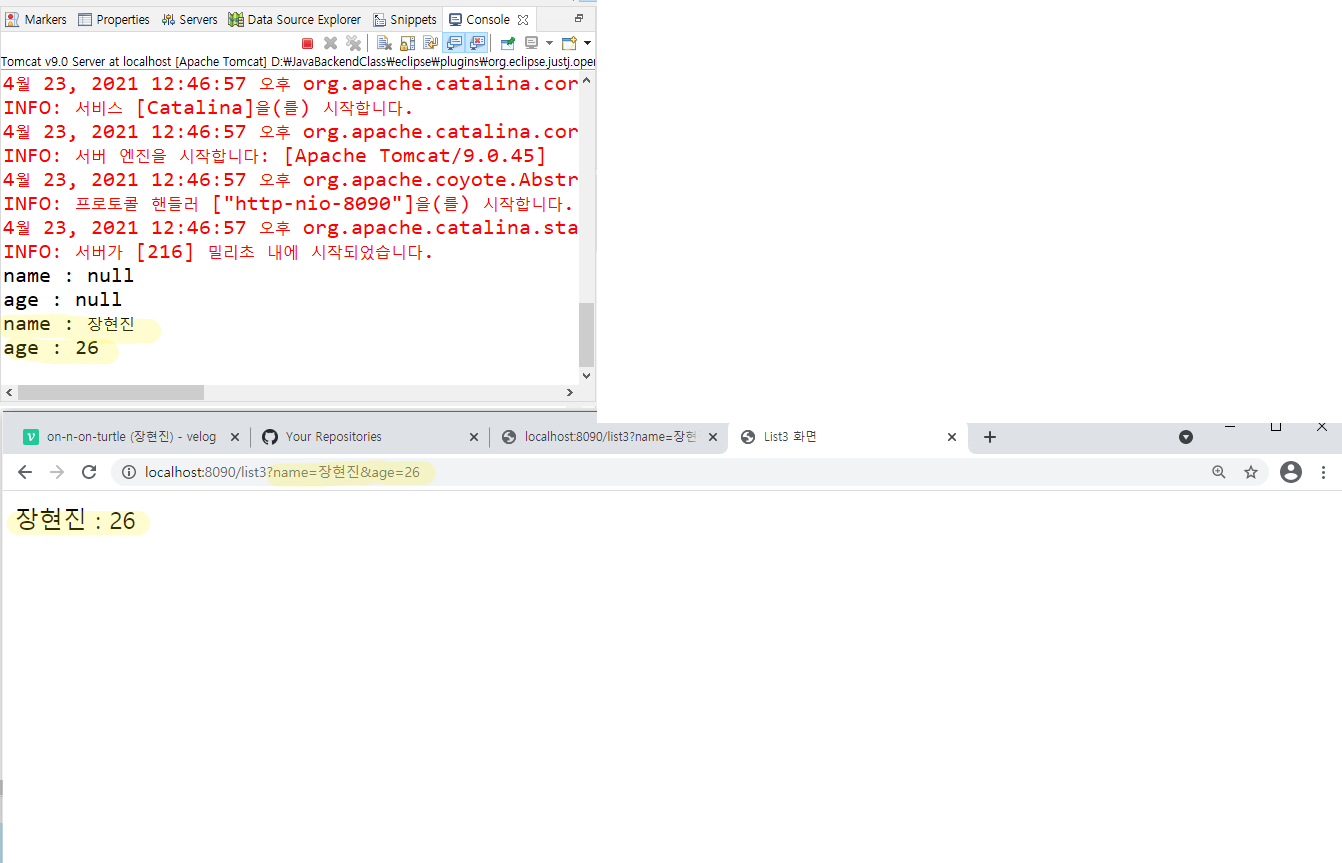 Markers Properties Servers Data Source Explorer Snippets Console
Tomcat v9.0 Server at localhost [Apache Tomcat] D:₩JavaBackendClass₩eclipse₩plugins₩org.eclipse.justj.oper
4월 23, 2021 12:46:57 오후 org.apache.catalina.cor
INFO: 서비스 [Catalina]을(를) 시작합니다.
4월 23, 2021 12:46:57 오후 org.apache.catalina.cor
INFO: 서버 엔진을 시작합니다: [Apache Tomcat/9.0.45]
4월 23, 2021 12:46:57 오후 org.apache.coyote.Abstr
INFO: 프로토콜 핸들러 ["http-nio-8090"]을(를) 시작합니다.
4월 23, 2021 12:46:57 오후 org.apache.catalina.sta
INFO: 서버가 [216] 밀리초 내에 시작되었습니다.
name : null
age : null
name : 장현진
age : 26
on-n-on-turtle (장현진) - velog Your Repositories localhost:8090/list3?name=장현 List3 화면
localhost:8090/list3?name=장현진&age=26
장현진 : 26